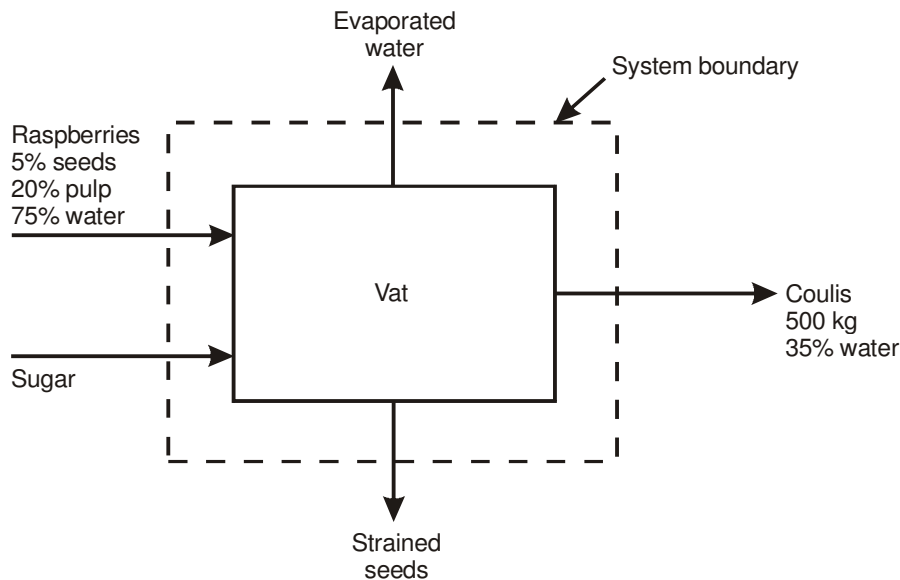 Evaporated
water
System boundary
Raspberries
5% seeds
20% pulp
75% water
Vat
Coulis
500 kg
35% water
Sugar
Strained
seeds